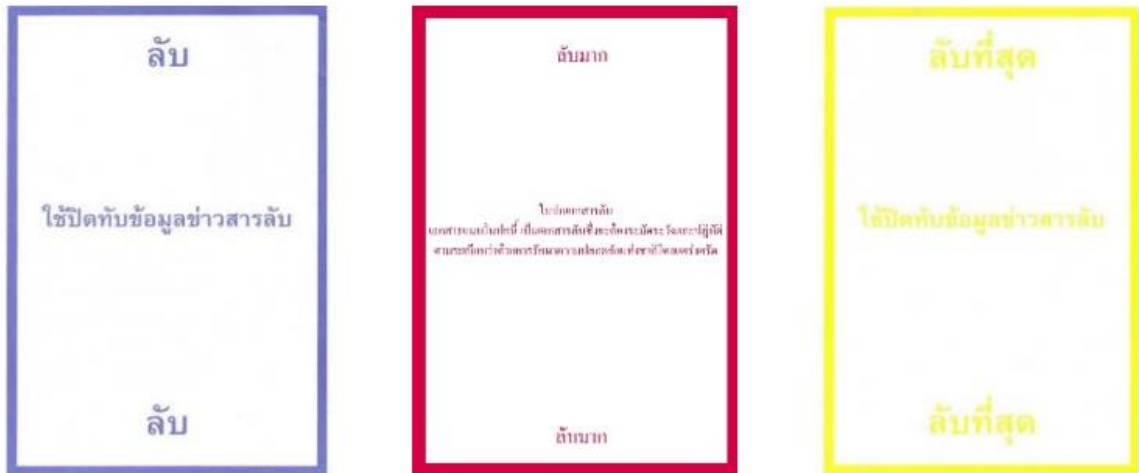 ลับ
ใช้ปิดทับข้อมูลข่าวสารลับ
ลับ
ลับมาก
ใบปกเอกสารลับ
ลับมาก
ลับที่สุด
ใช้ปิดทับข้อมูลข่าวสารลับ
ลับที่สุด